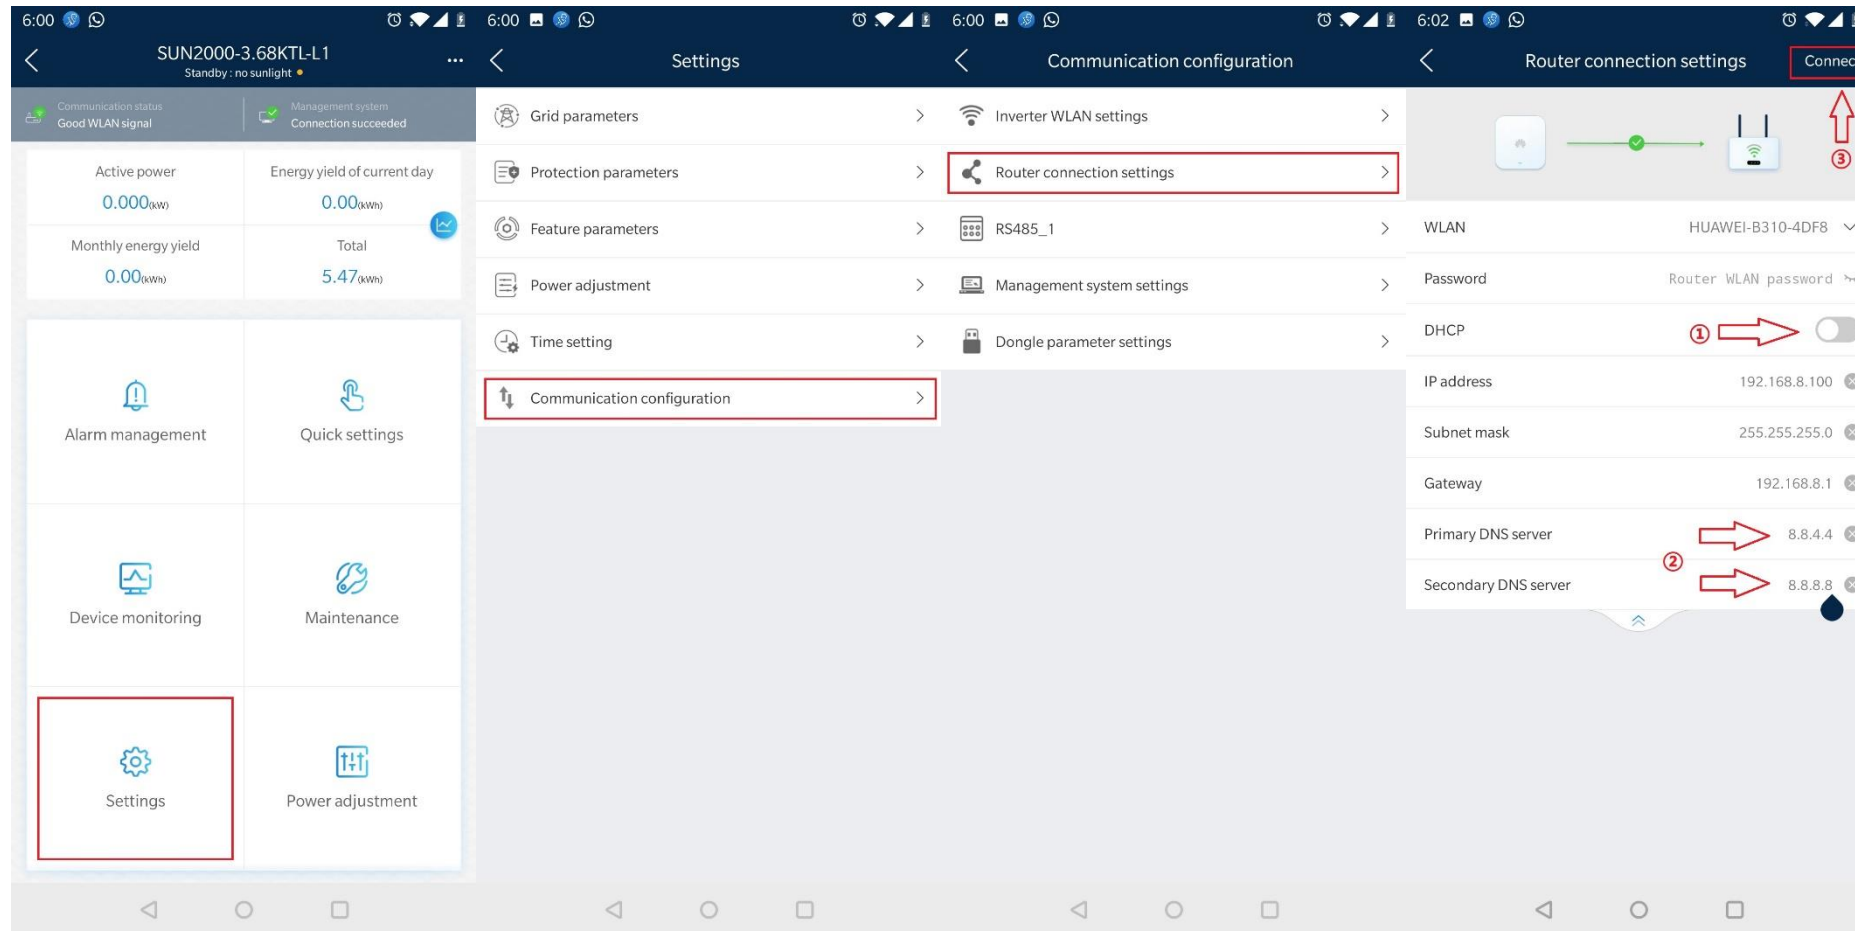 6:00
SUN2000-3.68KTL-L1
Standby : no sunlight
Communication status
Good WLAN signal
Management system
Connection succeeded
Active power
0.000(kW)
Energy yield of current day
0.00(kWh)
Monthly energy yield
0.00(kWh)
Total
5.47(kWh)
Alarm management
Quick settings
Device monitoring
Maintenance
Settings
Power adjustment
6:00
Settings
Grid parameters
Protection parameters
Feature parameters
Power adjustment
Time setting
Communication configuration
6:00
Communication configuration
Inverter WLAN settings
Router connection settings
RS485_1
Management system settings
Dongle parameter settings
6:02
Router connection settings
Connec
③
WLAN
HUAWEI-B310-4DF8
Password
Router WLAN password
DHCP
①
IP address
192.168.8.100
Subnet mask
255.255.255.0
Gateway
192.168.8.1
Primary DNS server
8.8.4.4
②
Secondary DNS server
8.8.8.8